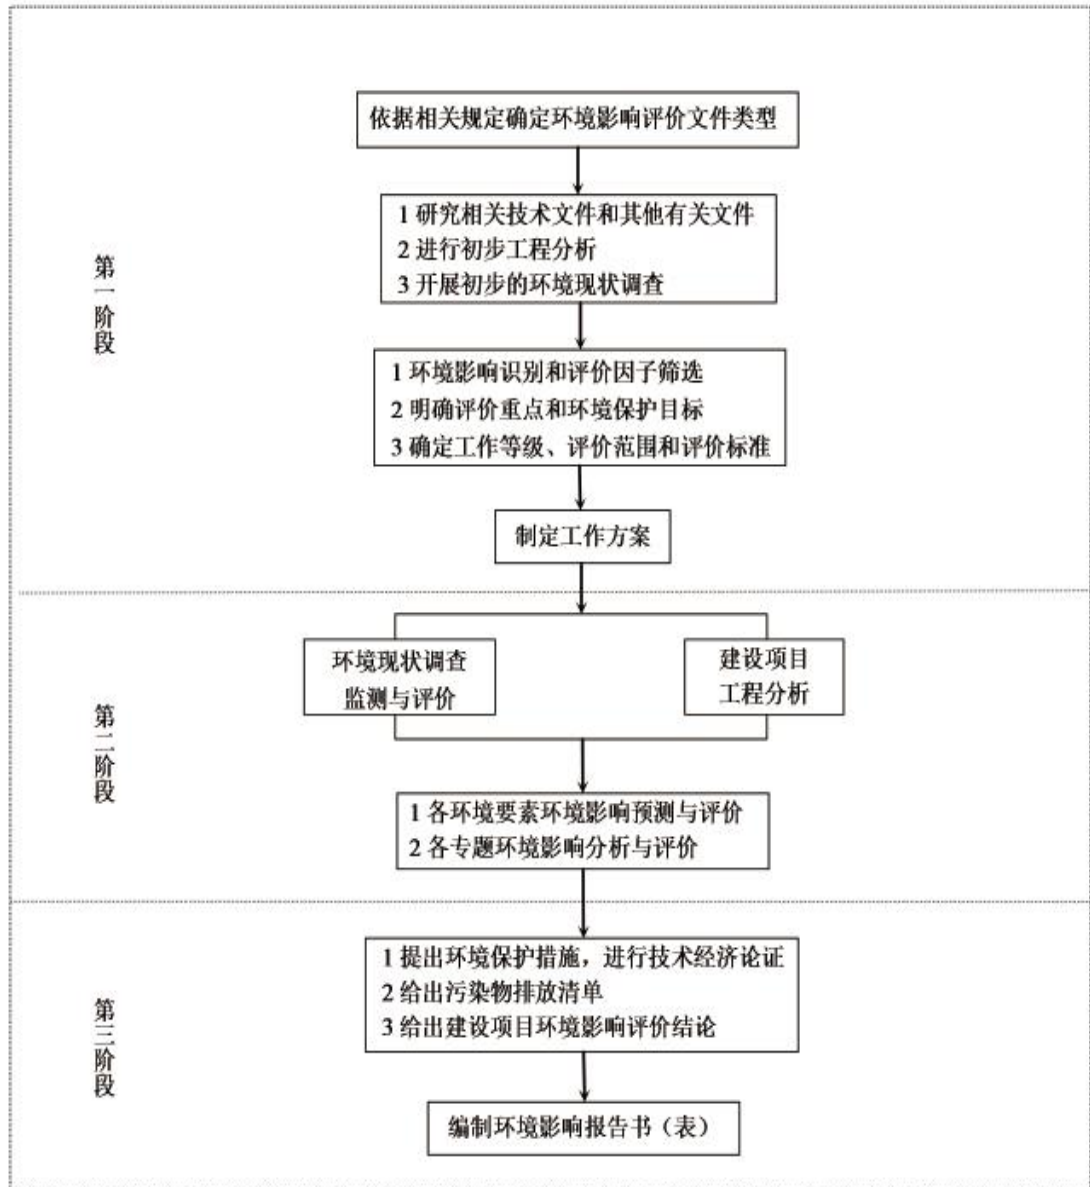 依据相关规定确定环境影响评价文件类型
1 研究相关技术文件和其他有关文件
2 进行初步工程分析
3 开展初步的环境现状调查
第一阶段
1 环境影响识别和评价因子筛选
2 明确评价重点和环境保护目标
3 确定工作等级、评价范围和评价标准
制定工作方案
环境现状调查
监测与评价
建设项目
工程分析
第二阶段
1 各环境要素环境影响预测与评价
2 各专题环境影响分析与评价
1 提出环境保护措施，进行技术经济论证
2 给出污染物排放清单
3 给出建设项目环境影响评价结论
第三阶段
编制环境影响报告书（表）